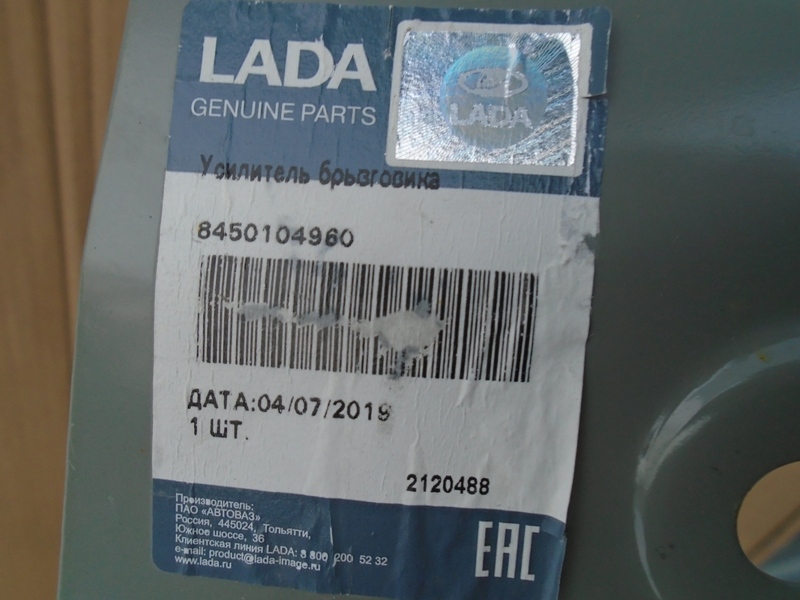 LADA
GENUINE PARTS
LADA
Усилитель брызговика
8450104960
ДАТА:04/07/2019
1 ШТ.
2120488
Производитель:
ПАО «АВТОВАЗ»
Россия, 445024, Тольятти,
Южное шоссе, 36
Клиентская линия LADA: 8 800 200 52 32
e-mail: product@lada-image.ru
www.lada.ru
EAC